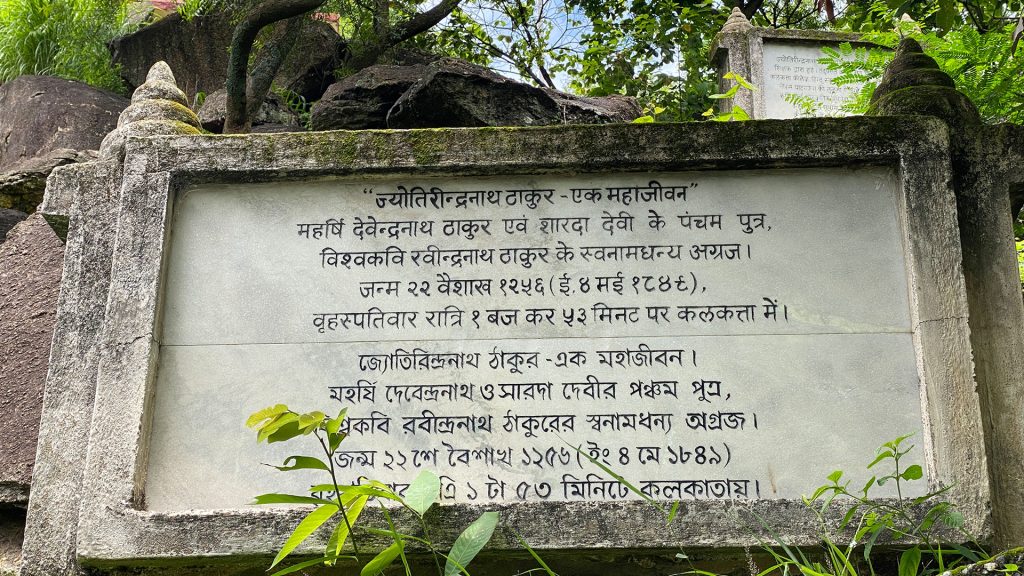 "ज्योतिरीन्द्रनाथ ठाकुर - एक महाजीवन"
महर्षि देवेन्द्रनाथ ठाकुर एवं शारदा देवी के पंचम पुत्र,
विश्वकवि रवीन्द्रनाथ ठाकुर के स्वनामधन्य अग्रज।
जन्म २२ वैशाख १२५६ (ई. ४ मई १८४९),
वृहस्पतिवार रात्रि १ बज कर ५३ मिनट पर कलकत्ता में।
জ্যোতিরিন্দ্রনাথ ঠাকুর - এক মহাজীবন।
মহর্ষি দেবেন্দ্রনাথ ও সারদা দেবীর পঞ্চম পুত্র,
রবীন্দ্রনাথ ঠাকুরের স্বনামধন্য অগ্রজ।
জন্ম ২২শে বৈশাখ ১২৫৬ (ইং ৪ মে ১৮৪৯)
১ টা ৫৩ মিনিটে কলকাতায়।